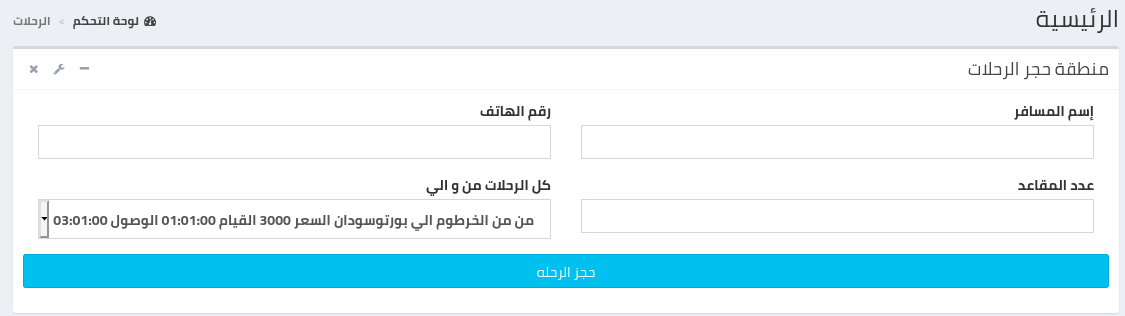 الرئيسية
لوحة التحكم > الرحلات
منطقة حجر الرحلات
إسم المسافر
رقم الهاتف
عدد المقاعد
كل الرحلات من و الي
من من الخرطوم الي بورتوسودان السعر 3000 القيام 01:01:00 الوصول 03:01:00
حجز الرحله